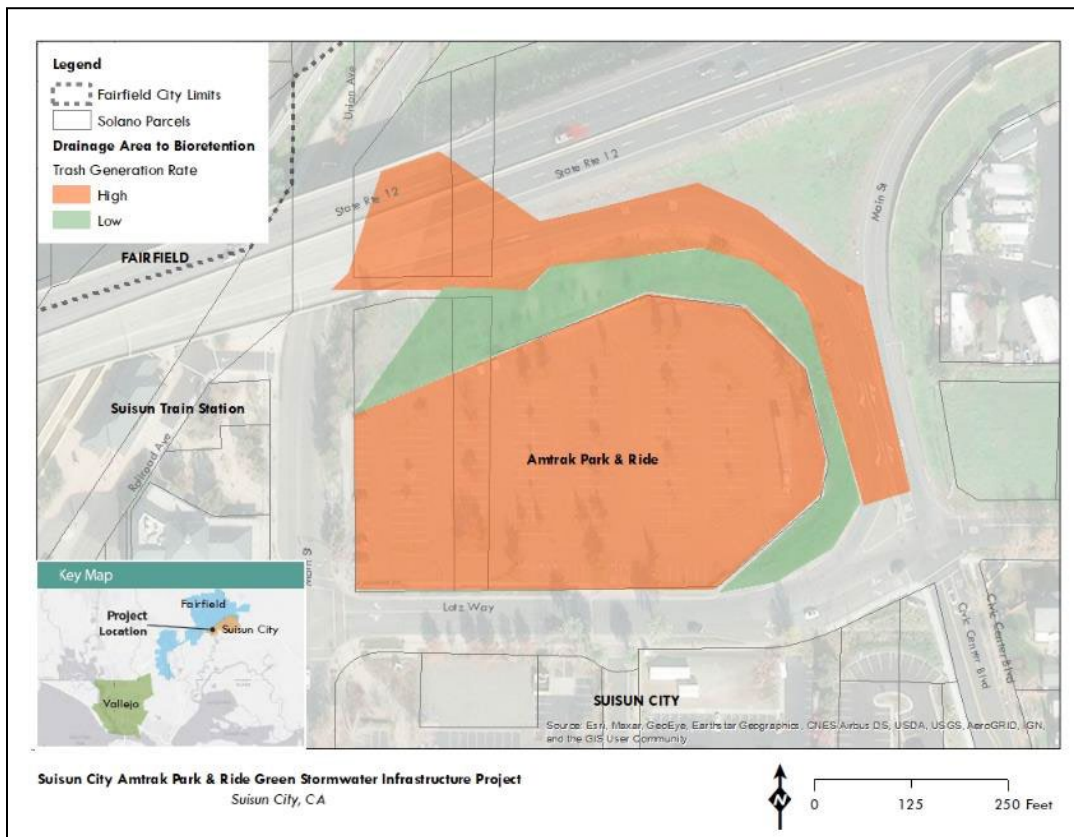 Legend
Fairfield City Limits
Solano Parcels
Drainage Area to Bioretention
Trash Generation Rate
High
Low
Union Ave
State Rte 12
State Rte 12
Main St
FAIRFIELD
Suisun Train Station
Railroad Ave
Amtrak Park & Ride
Main St
Lotz Way
Civic Center Blvd
Civic Center Blvd
Key Map
Fairfield
Project
Location
Suisun City
Vallejo
SUISUN CITY
Source: Esri, Maxar, GeoEye, Earthstar Geographics, CNES/Airbus DS, USDA, USGS, AeroGRID, IGN,
and the GIS User Community
Suisun City Amtrak Park & Ride Green Stormwater Infrastructure Project
Suisun City, CA
N
0 125 250 Feet